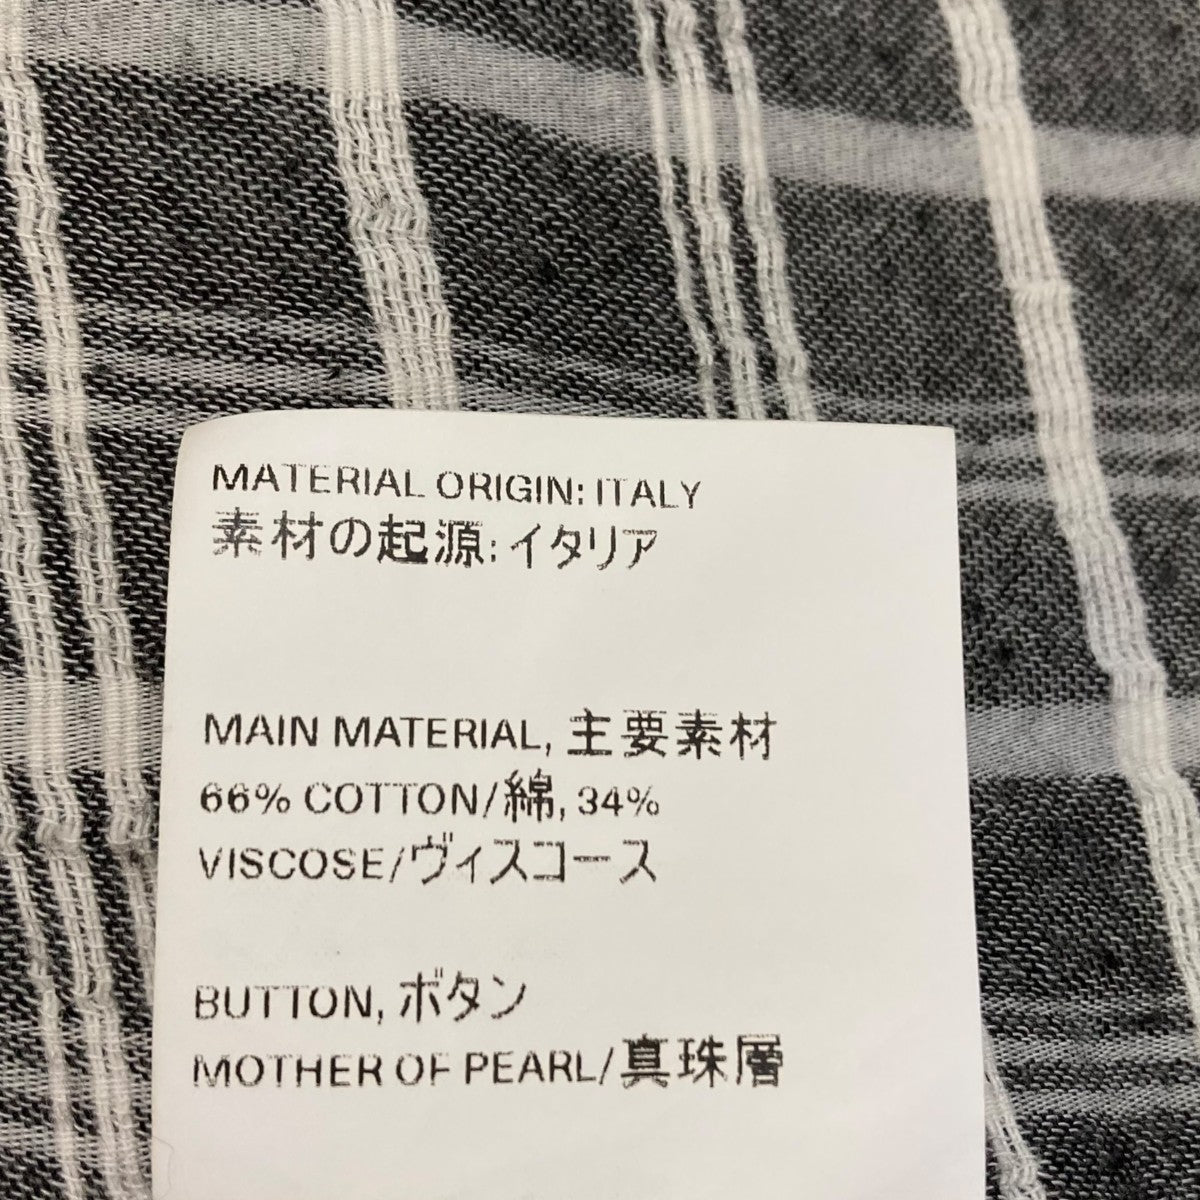 MATERIAL ORIGIN: ITALY
素材の起源: イタリア
MAIN MATERIAL, 主要素材
66% COTTON/綿, 34%
VISCOSE/ヴィスコース
BUTTON, ボタン
MOTHER OF PEARL/真珠層